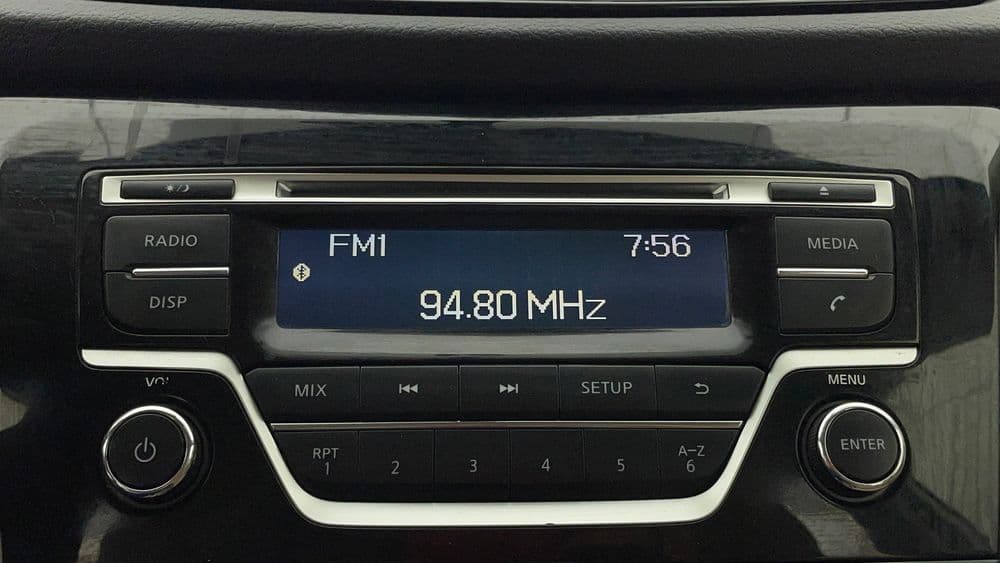 RADIO
DISP
FM1 7:56
94.80 MHz
MEDIA
MIX
SETUP
RPT A-Z
1 2 3 4 5 6
MENU
ENTER